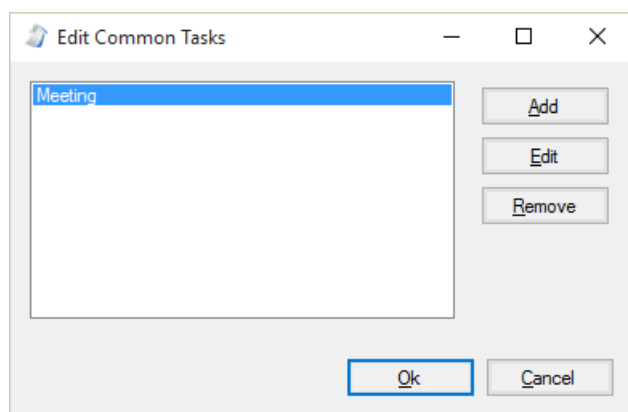 Edit Common Tasks
Meeting
Add
Edit
Remove
Ok
Cancel